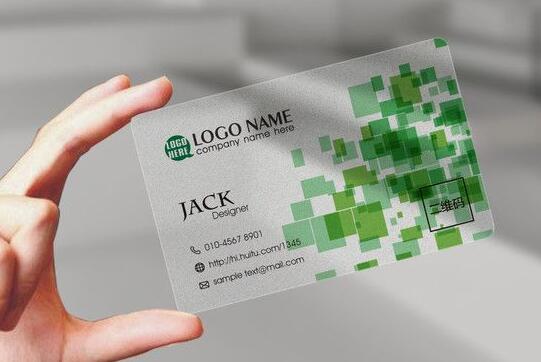 LOGO
HERE
LOGO NAME
company name here
JACK
Designer
010-4567 8901
http://hi.huitu.com/1345
sample text@mail.com
二维码